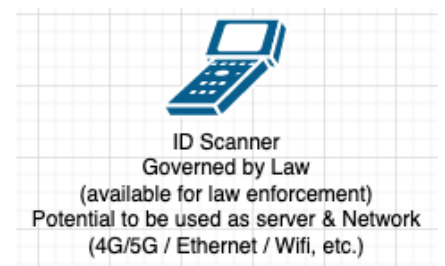 ID Scanner
Governed by Law
(available for law enforcement)
Potential to be used as server & Network
(4G/5G / Ethernet / Wifi, etc.)